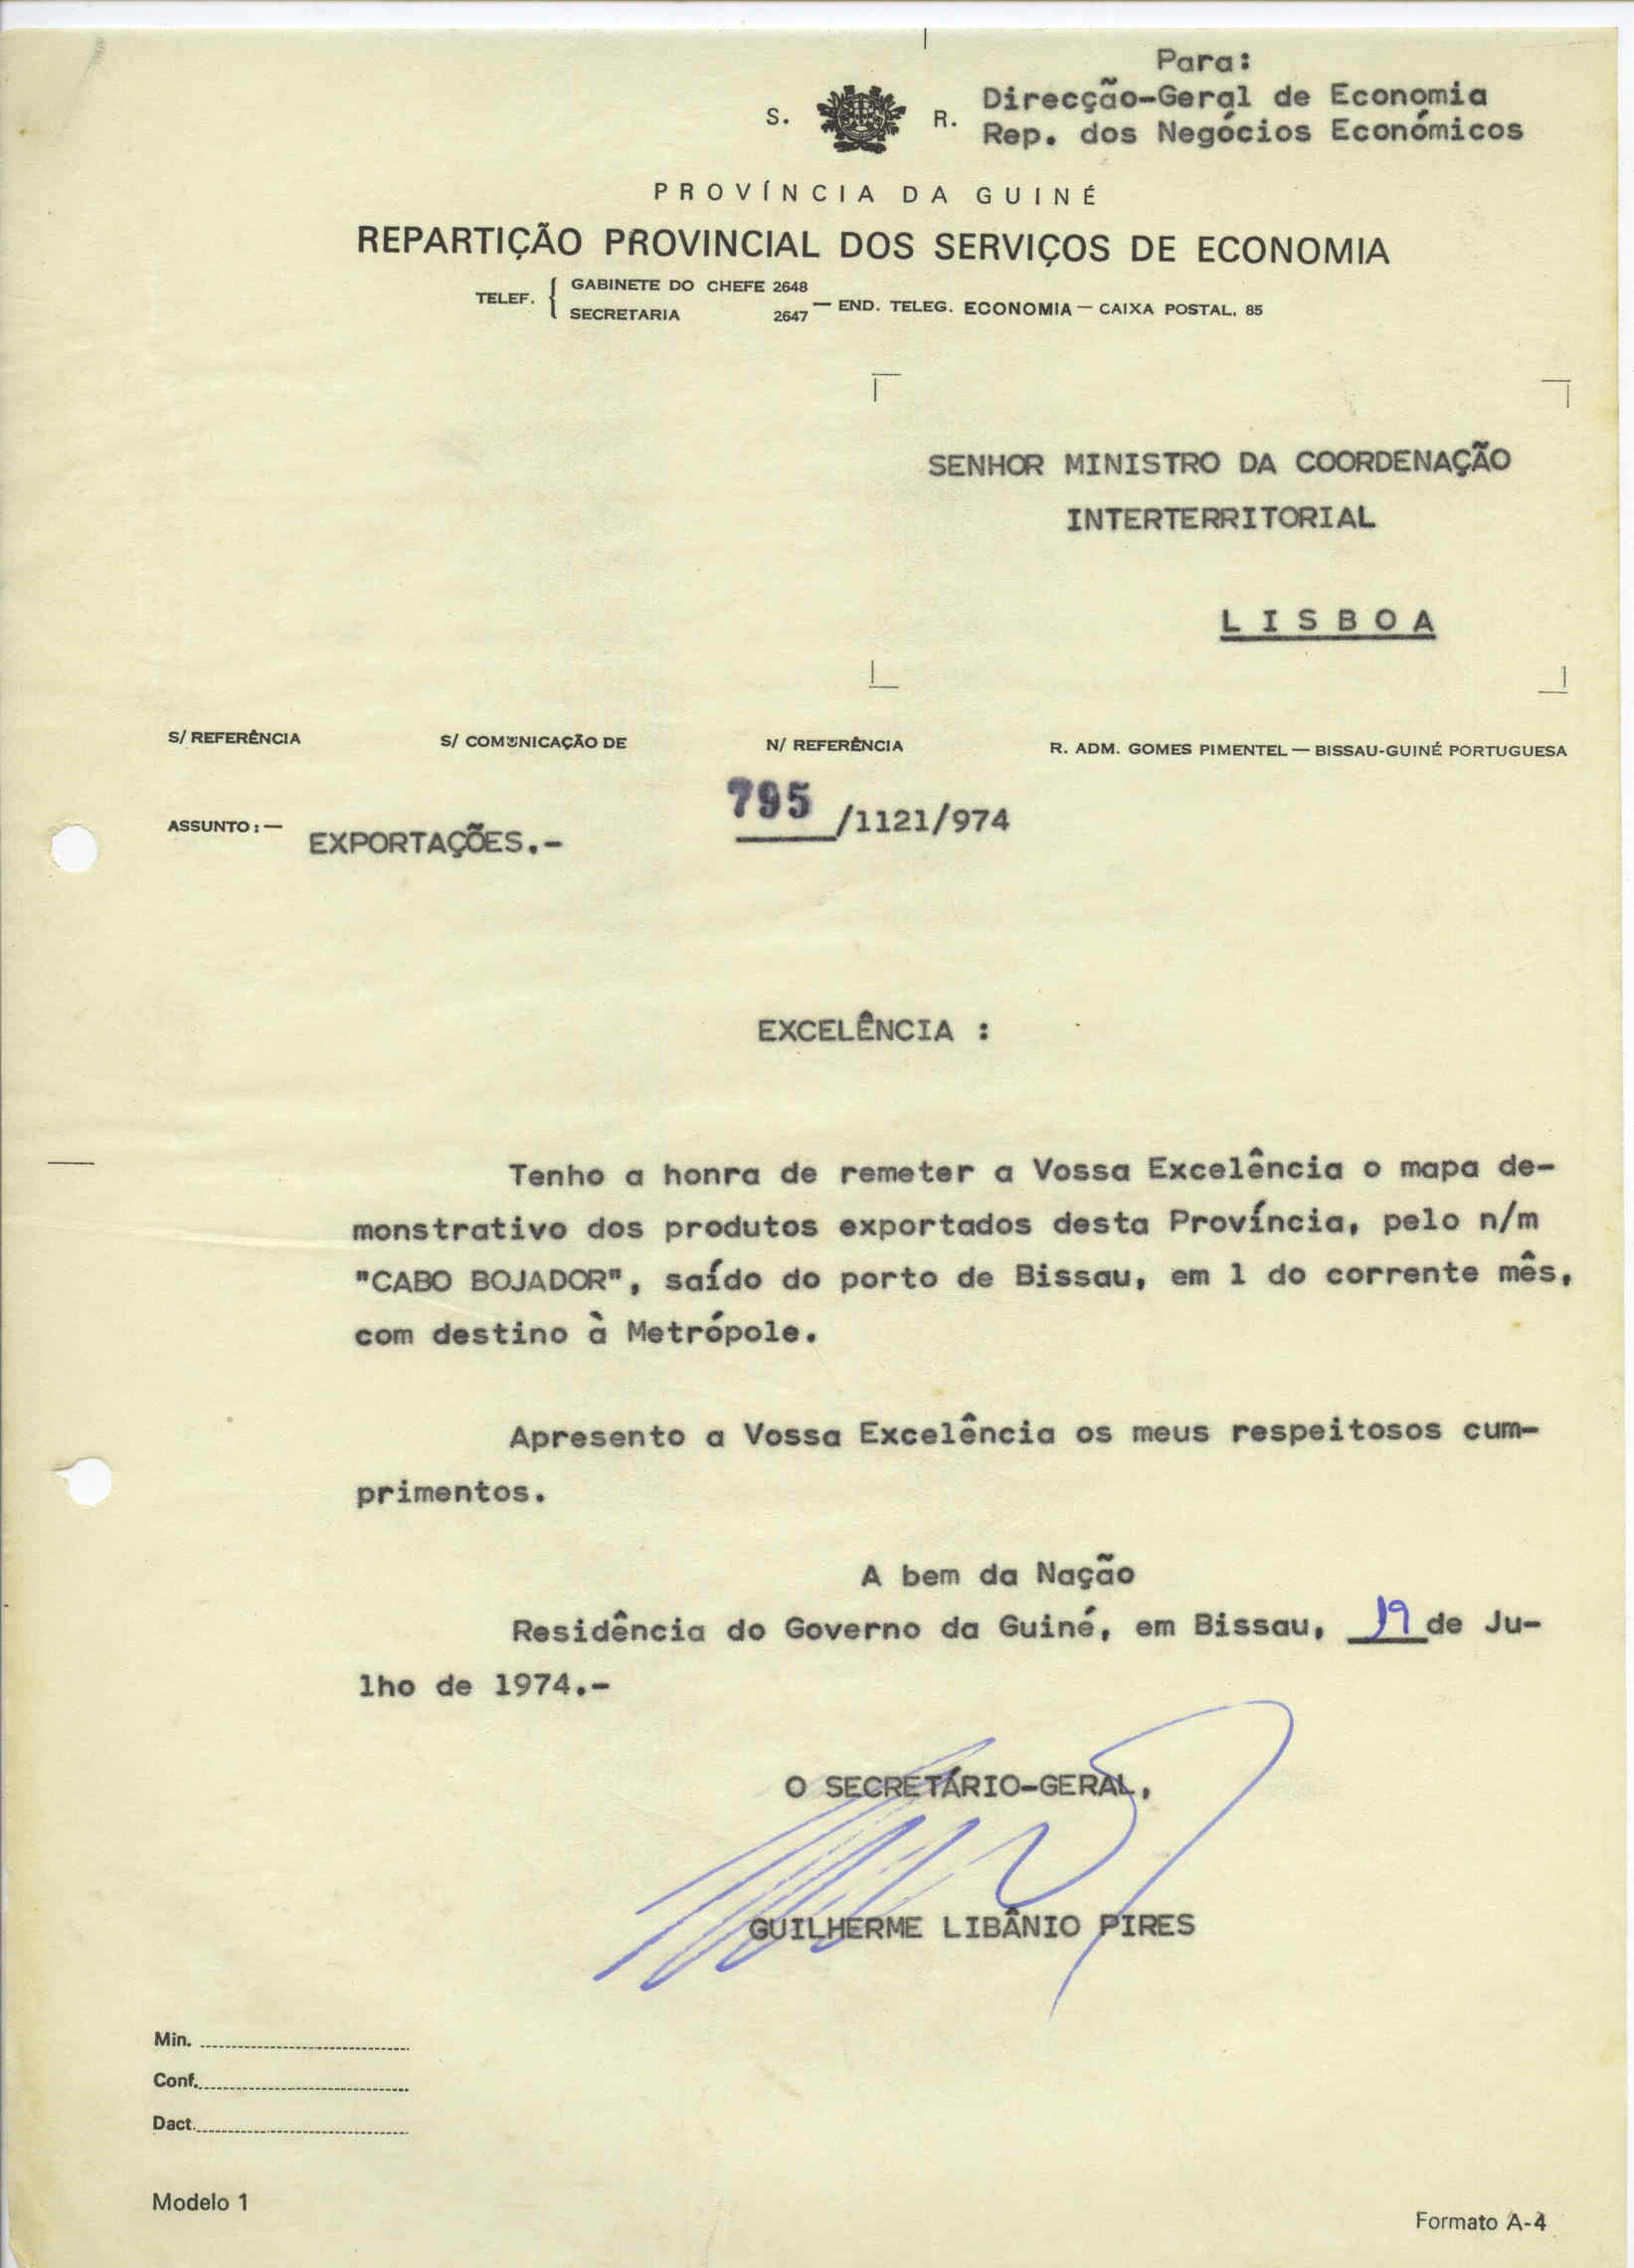 Para:
Direcção-Geral de Economia
S. R.
Rep. dos Negócios Económicos
PROVÍNCIA DA GUINÉ
REPARTIÇÃO PROVINCIAL DOS SERVIÇOS DE ECONOMIA
TELEF. { GABINETE DO CHEFE 2648
SECRETARIA 2647 — END. TELEG. ECONOMIA — CAIXA POSTAL, 85
SENHOR MINISTRO DA COORDENAÇÃO
INTERTERRITORIAL
LISBOA
S/ REFERÊNCIA S/ COMUNICAÇÃO DE N/ REFERÊNCIA R. ADM. GOMES PIMENTEL — BISSAU-GUINÉ PORTUGUESA
795/1121/974
ASSUNTO: — EXPORTAÇÕES.-
EXCELÊNCIA :
Tenho a honra de remeter a Vossa Excelência o mapa de-
monstrativo dos produtos exportados desta Província, pelo n/m
"CABO BOJADOR", saído do porto de Bissau, em 1 do corrente mês,
com destino à Metrópole.
Apresento a Vossa Excelência os meus respeitosos cum-
primentos.
A bem da Nação
Residência do Governo da Guiné, em Bissau, 19 de Ju-
lho de 1974.-
O SECRETÁRIO-GERAL,
GUILHERME LIBÂNIO PIRES
Min.
Conf.
Dact.
Modelo 1
Formato A-4